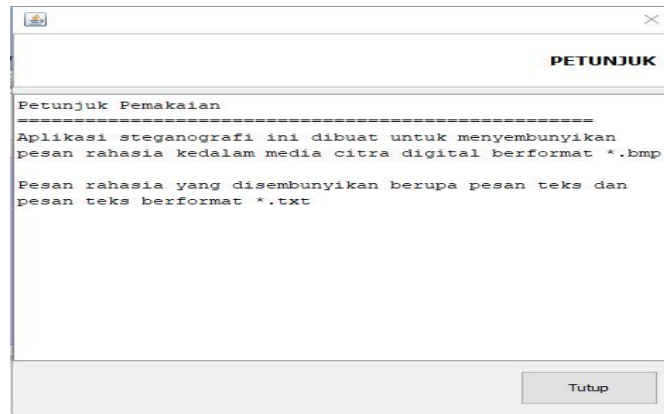 PETUNJUK
Petunjuk Pemakaian
====================================================
Aplikasi steganografi ini dibuat untuk menyembunyikan
pesan rahasia kedalam media citra digital berformat *.bmp
Pesan rahasia yang disembunyikan berupa pesan teks dan
pesan teks berformat *.txt
Tutup